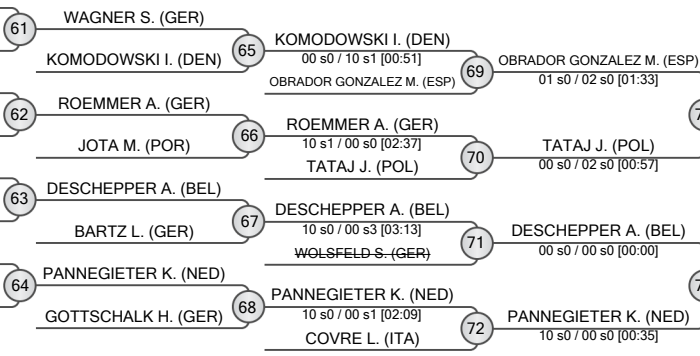 61
WAGNER S. (GER)
KOMODOWSKI I. (DEN)
65
KOMODOWSKI I. (DEN)
00 s0 / 10 s1 [00:51]
OBRADOR GONZALEZ M. (ESP)
69
OBRADOR GONZALEZ M. (ESP)
01 s0 / 02 s0 [01:33]
62
ROEMMER A. (GER)
JOTA M. (POR)
66
ROEMMER A. (GER)
10 s1 / 00 s0 [02:37]
TATAJ J. (POL)
70
TATAJ J. (POL)
00 s0 / 02 s0 [00:57]
63
DESCHEPPER A. (BEL)
BARTZ L. (GER)
67
DESCHEPPER A. (BEL)
10 s0 / 00 s3 [03:13]
WOLSFELD S. (GER)
71
DESCHEPPER A. (BEL)
00 s0 / 00 s0 [00:00]
64
PANNEGIETER K. (NED)
GOTTSCHALK H. (GER)
68
PANNEGIETER K. (NED)
10 s0 / 00 s1 [02:09]
COVRE L. (ITA)
72
PANNEGIETER K. (NED)
10 s0 / 00 s0 [00:35]